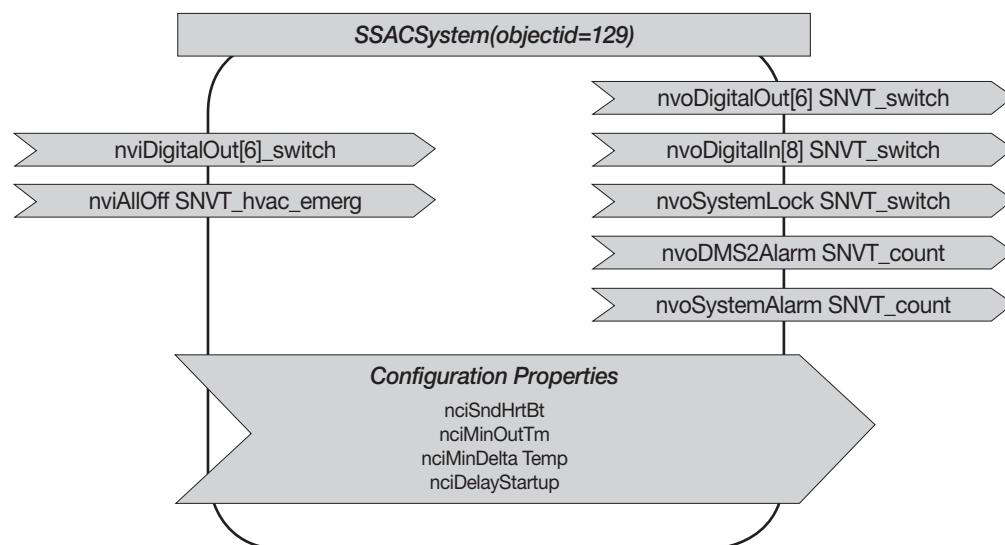 SSACSystem(objectid=129)
nviDigitalOut[6]_switch
nviAllOff SNVT_hvac_emerg
nvoDigitalOut[6] SNVT_switch
nvoDigitalIn[8] SNVT_switch
nvoSystemLock SNVT_switch
nvoDMS2Alarm SNVT_count
nvoSystemAlarm SNVT_count
Configuration Properties
nciSndHrtBt
nciMinOutTm
nciMinDelta Temp
nciDelayStartup